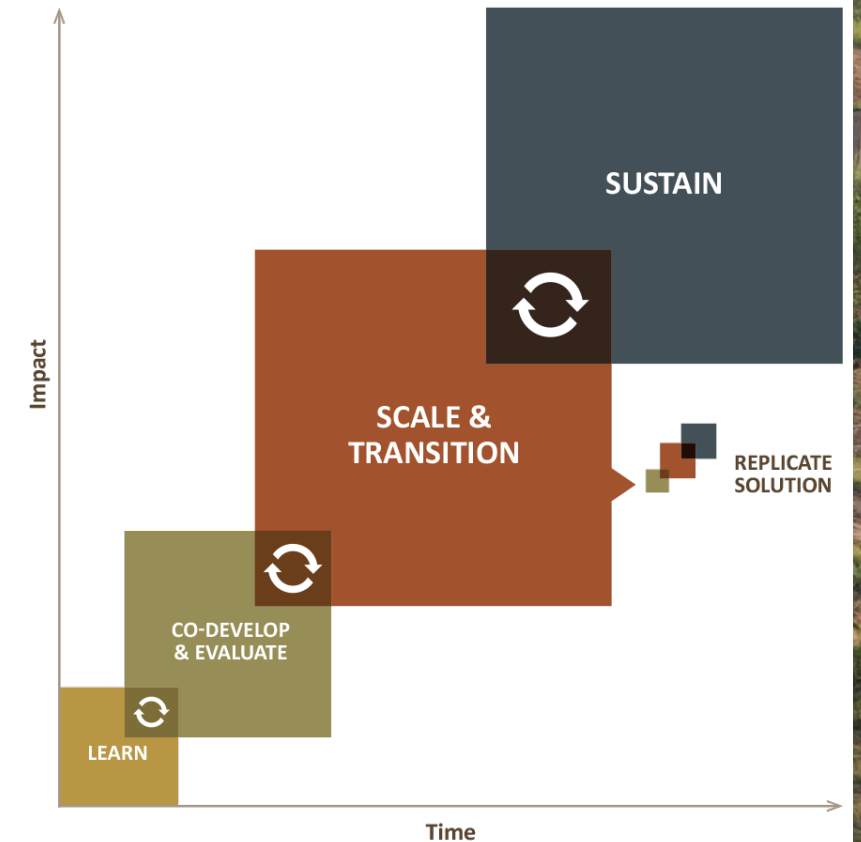 SUSTAIN
Impact
SCALE &
TRANSITION
REPLICATE
SOLUTION
CO-DEVELOP
& EVALUATE
LEARN
Time